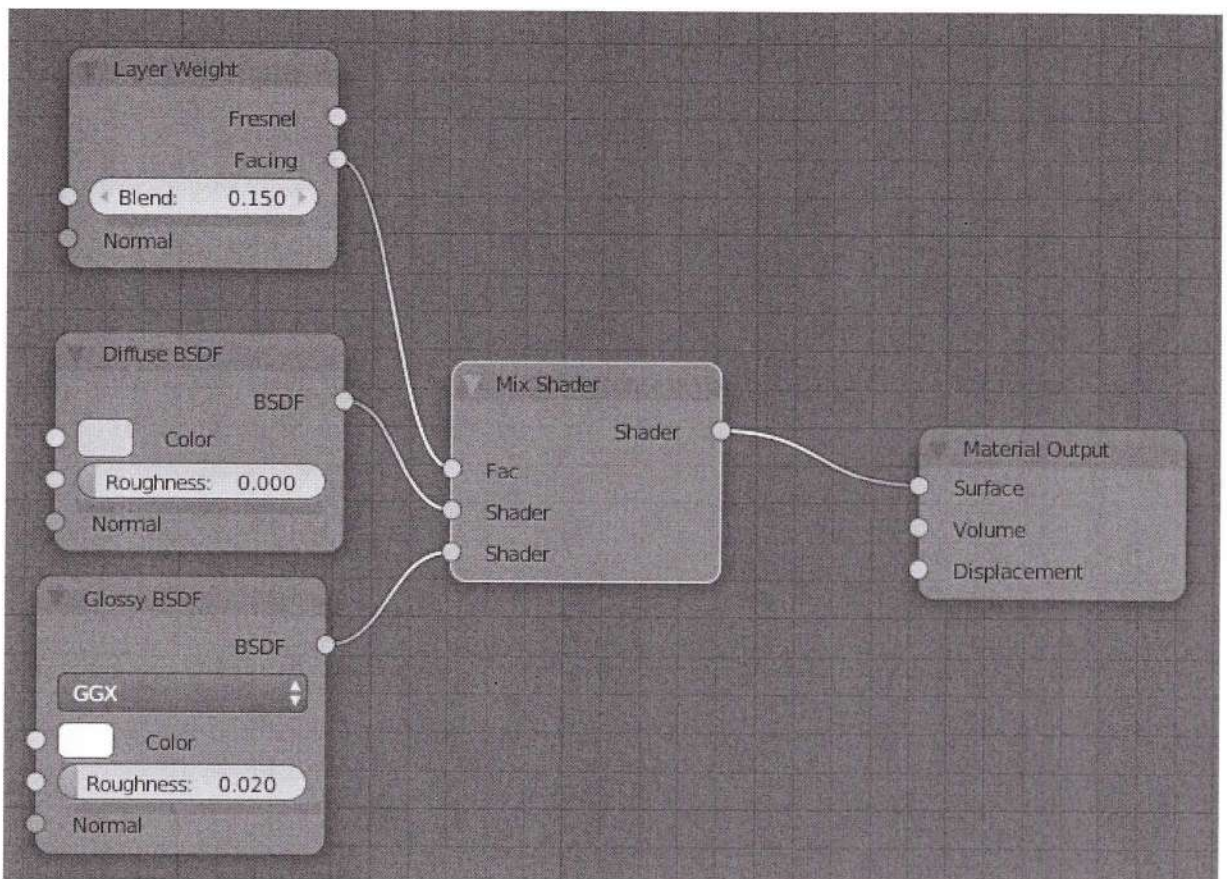 Layer Weight
Fresnel
Facing
Blend: 0.150
Normal
Diffuse BSDF
BSDF
Color
Roughness: 0.000
Normal
Glossy BSDF
BSDF
GGX
Color
Roughness: 0.020
Normal
Mix Shader
Shader
Fac
Shader
Shader
Material Output
Surface
Volume
Displacement